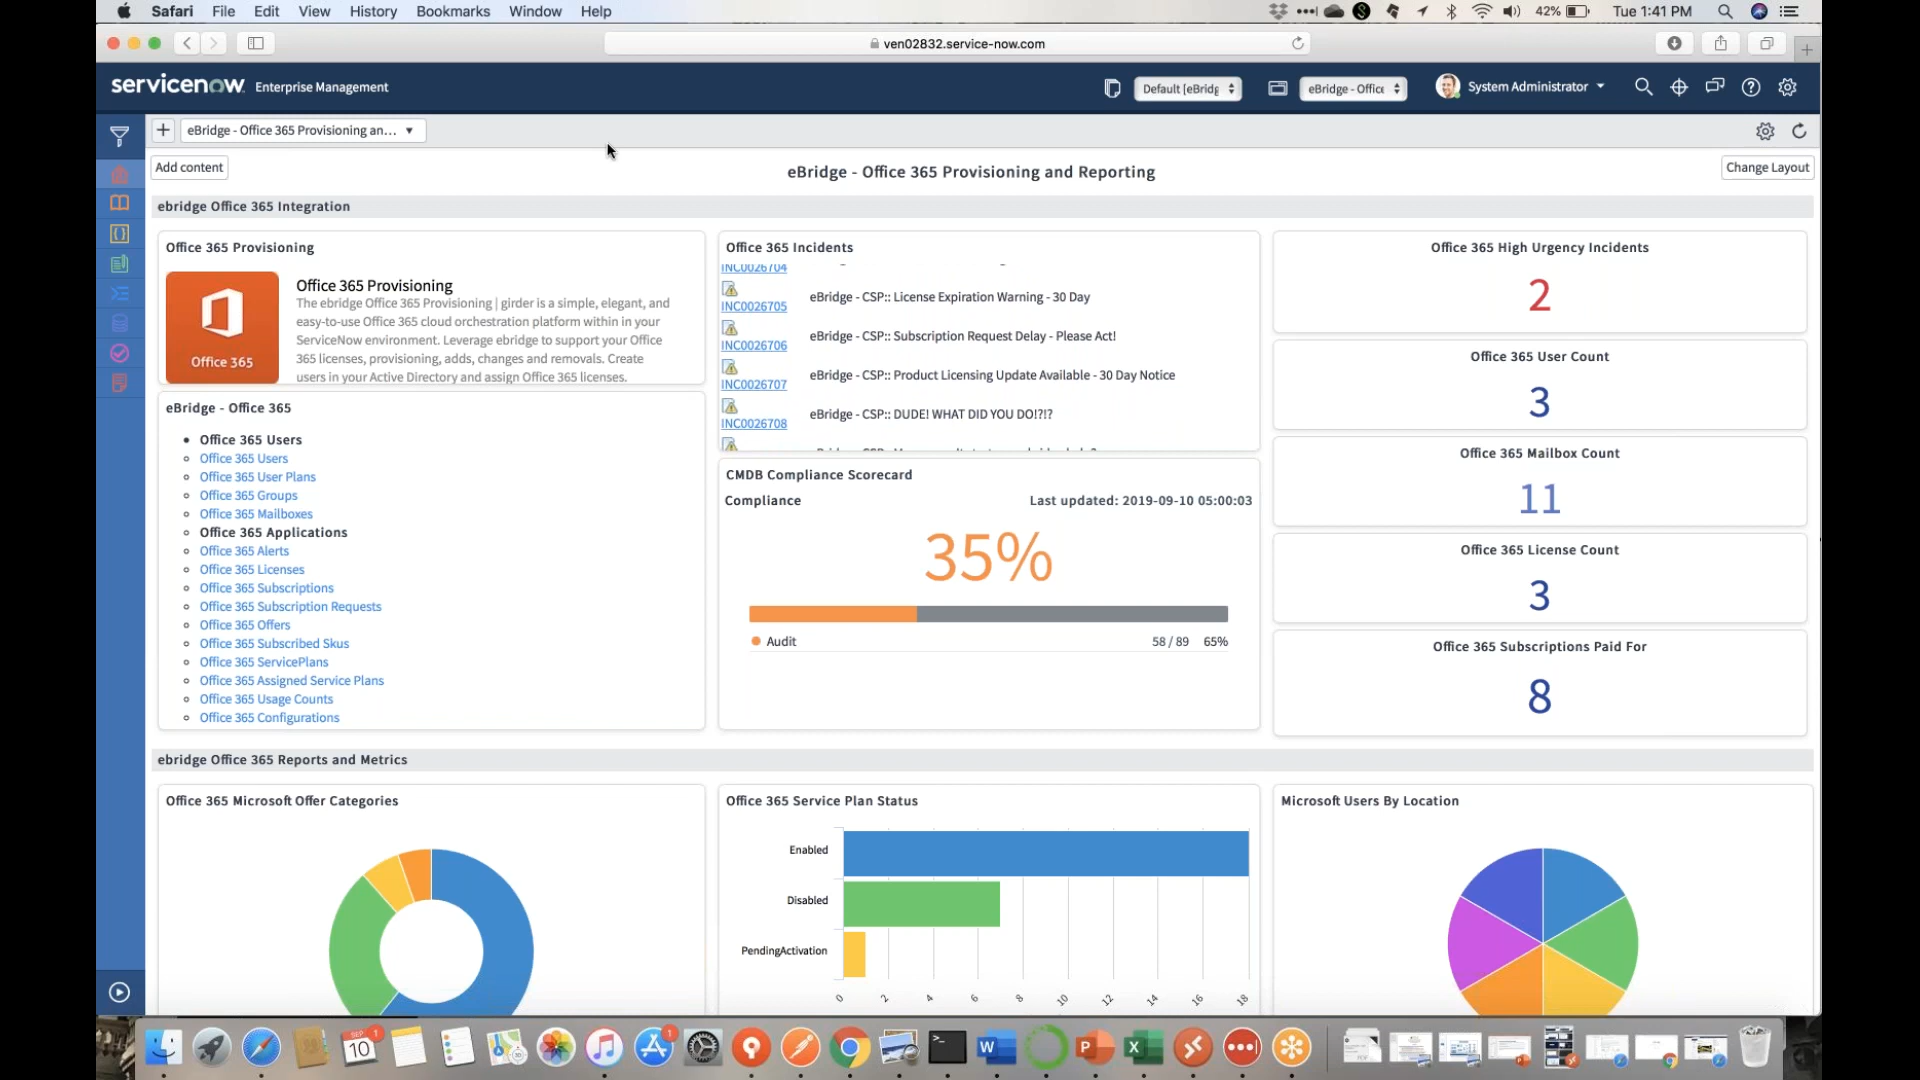 Safari File Edit View History Bookmarks Window Help
42% Tue 1:41 PM
ven02832.service-now.com
servicenow Enterprise Management
Default [eBridg
eBridge - Office
System Administrator
eBridge - Office 365 Provisioning an...
Add content
eBridge - Office 365 Provisioning and Reporting
Change Layout
ebridge Office 365 Integration
Office 365 Provisioning
Office 365
Office 365 Provisioning
The ebridge Office 365 Provisioning | girder is a simple, elegant, and
easy-to-use Office 365 cloud orchestration platform within in your
ServiceNow environment. Leverage ebridge to support your Office
365 licenses, provisioning, adds, changes and removals. Create
users in your Active Directory and assign Office 365 licenses.
eBridge - Office 365
Office 365 Users
Office 365 Users
Office 365 User Plans
Office 365 Groups
Office 365 Mailboxes
Office 365 Applications
Office 365 Alerts
Office 365 Licenses
Office 365 Subscriptions
Office 365 Subscription Requests
Office 365 Offers
Office 365 Subscribed Skus
Office 365 ServicePlans
Office 365 Assigned Service Plans
Office 365 Usage Counts
Office 365 Configurations
Office 365 Incidents
INC0026704
INC0026705 eBridge - CSP:: License Expiration Warning - 30 Day
INC0026706 eBridge - CSP:: Subscription Request Delay - Please Act!
INC0026707 eBridge - CSP:: Product Licensing Update Available - 30 Day Notice
INC0026708 eBridge - CSP:: DUDE! WHAT DID YOU DO!?!?
CMDB Compliance Scorecard
Compliance Last updated: 2019-09-10 05:00:03
35%
Audit 58 / 89 65%
Office 365 High Urgency Incidents
2
Office 365 User Count
3
Office 365 Mailbox Count
11
Office 365 License Count
3
Office 365 Subscriptions Paid For
8
ebridge Office 365 Reports and Metrics
Office 365 Microsoft Offer Categories
Office 365 Service Plan Status
Enabled
Disabled
PendingActivation
0 2 4 6 8 10 12 14 16 18
Microsoft Users By Location
SEP
10
1
1
W
P
X